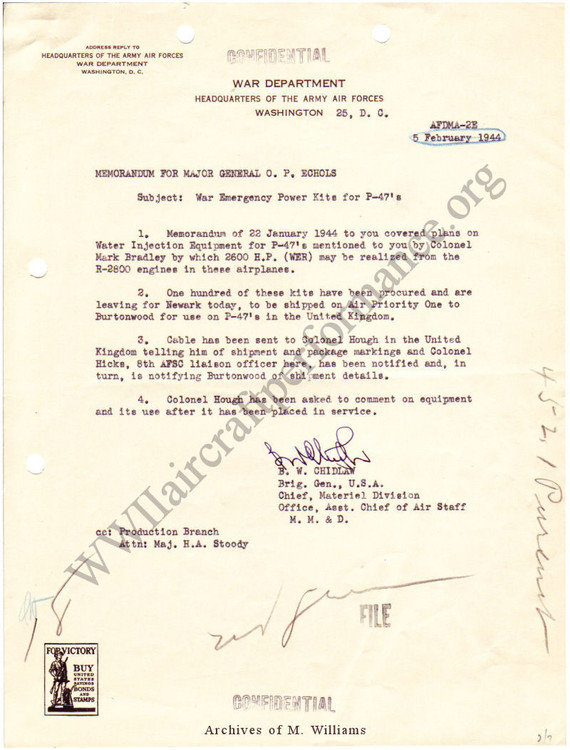 ADDRESS REPLY TO
HEADQUARTERS OF THE ARMY AIR FORCES
WAR DEPARTMENT
WASHINGTON, D. C.
CONFIDENTIAL
WAR DEPARTMENT
HEADQUARTERS OF THE ARMY AIR FORCES
WASHINGTON 25, D. C.
AFDMA-2E
5 February 1944
MEMORANDUM FOR MAJOR GENERAL O. P. ECHOLS
Subject: War Emergency Power Kits for P-47's
1. Memorandum of 22 January 1944 to you covered plans on
Water Injection Equipment for P-47's mentioned to you by Colonel
Mark Bradley by which 2600 H.P. (WER) may be realized from the
R-2800 engines in these airplanes.
2. One hundred of these kits have been procured and are
leaving for Newark today, to be shipped on Air Priority One to
Burtonwood for use on P-47's in the United Kingdom.
3. Cable has been sent to Colonel Hough in the United
Kingdom telling him of shipment and package markings and Colonel
Hicks, 8th AFSC liaison officer here, has been notified and, in
turn, is notifying Burtonwood of shipment details.
4. Colonel Hough has been asked to comment on equipment
and its use after it has been placed in service.
B. W. CHIDLAW
Brig. Gen., U.S.A.
Chief, Materiel Division
Office, Asst. Chief of Air Staff
M. M. & D.
cc: Production Branch
Attn: Maj. H.A. Stoody
452.1 Pursuit
FILE
FOR VICTORY
BUY
UNITED
STATES
SAVINGS
BONDS
AND
STAMPS
CONFIDENTIAL
Archives of M. Williams
WWIIaircraftperformance.org